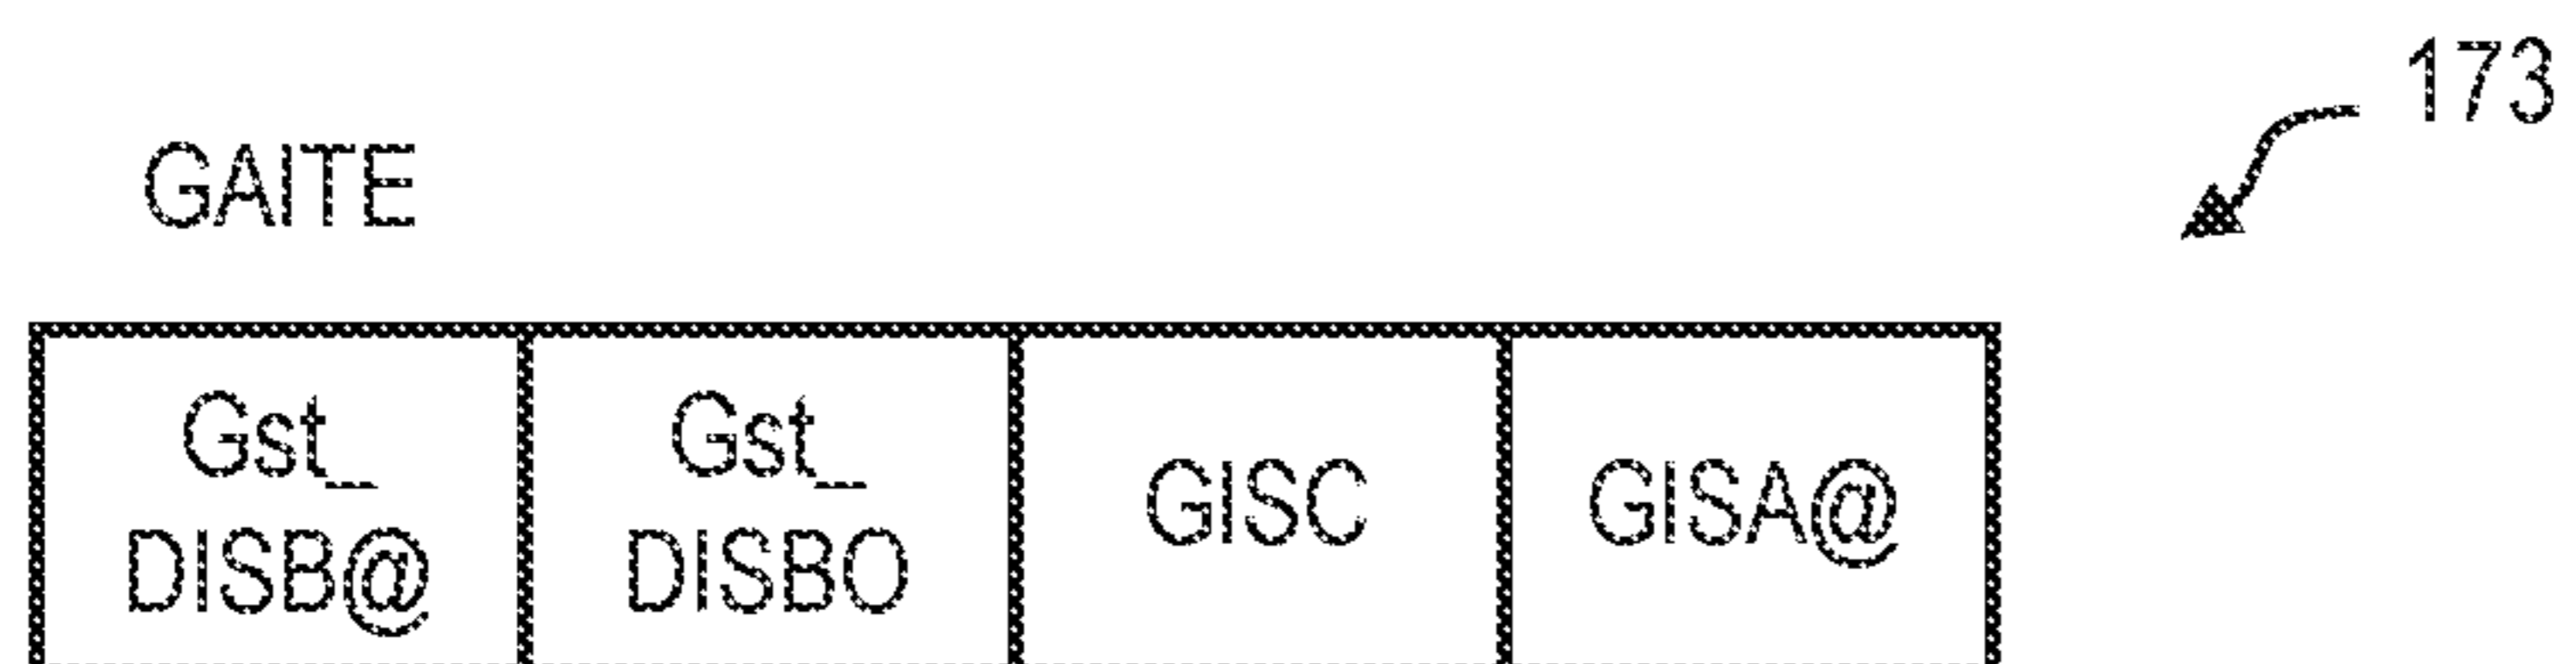 173
GAITE
Gst_
DISB@
Gst_
DISBO
GISC
GISA@